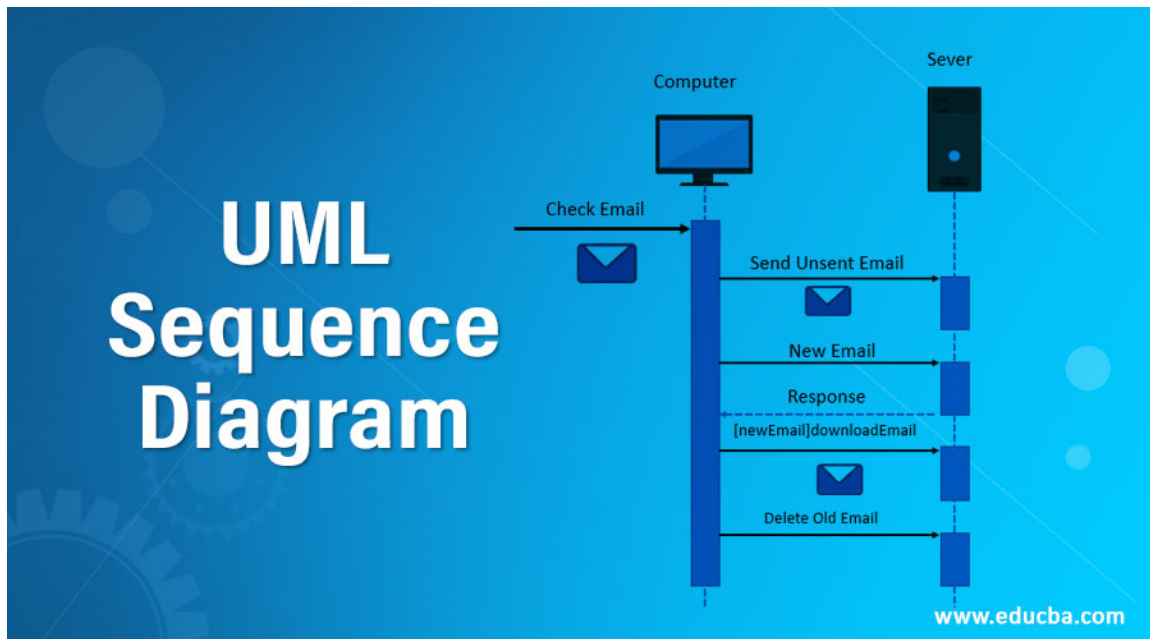 UML
Sequence
Diagram
Computer
Sever
Check Email
Send Unsent Email
New Email
Response
[newEmail]downloadEmail
Delete Old Email
www.educba.com